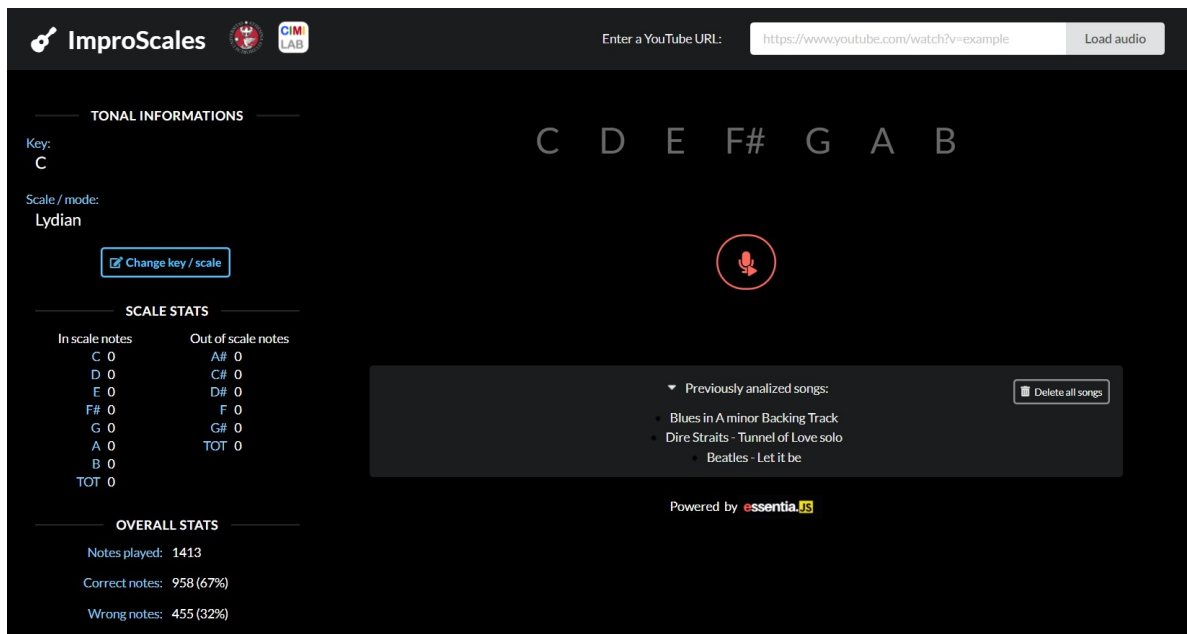 ImproScales
CIMI
LAB
Enter a YouTube URL:
https://www.youtube.com/watch?v=example
Load audio
TONAL INFORMATIONS
Key:
C
Scale / mode:
Lydian
Change key / scale
SCALE STATS
In scale notes Out of scale notes
C 0 A# 0
D 0 C# 0
E 0 D# 0
F# 0 F 0
G 0 G# 0
A 0 TOT 0
B 0
TOT 0
OVERALL STATS
Notes played: 1413
Correct notes: 958 (67%)
Wrong notes: 455 (32%)
C D E F# G A B
Previously analized songs:
Delete all songs
Blues in A minor Backing Track
Dire Straits - Tunnel of Love solo
Beatles - Let it be
Powered by essentia.JS